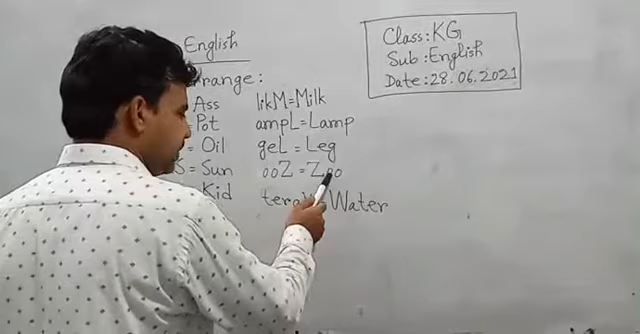 English
Class: KG
Sub: English
Date: 28.06.2021
range:
Ass likM = Milk
Pot ampL = Lamp
= Oil geL = Leg
S = Sun ooZ = Zoo
Kid Water